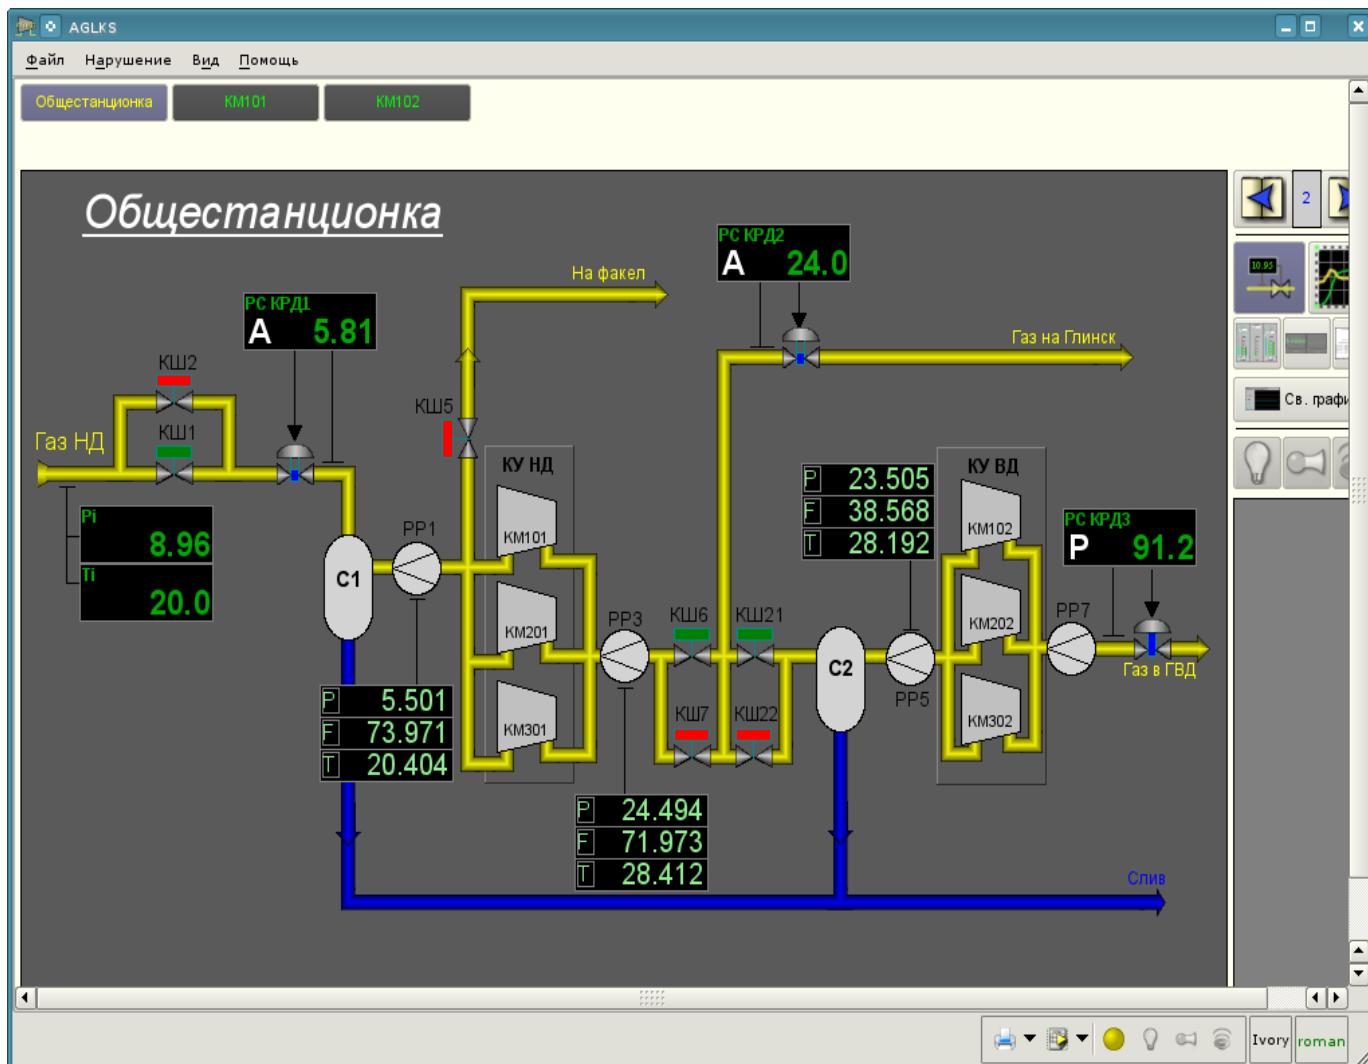 AGLKS
Файл Нарушение Вид Помощь
Общестанционка КМ101 КМ102
Общестанционка
2
РС КРД1
А 5.81
РС КРД2
А 24.0
На факел
Газ на Глинск
10.95
Св. графи
КШ2
КШ5
КШ1
Газ НД
Pi
8.96
Ti
20.0
С1
РР1
КУ НД
КМ101
КМ201
КМ301
P 5.501
F 73.971
T 20.404
РР3
P 24.494
F 71.973
T 28.412
КШ6 КШ21
КШ7 КШ22
С2
P 23.505
F 38.568
T 28.192
РР5
КУ ВД
КМ102
КМ202
КМ302
РР7
РС КРД3
Р 91.2
Газ в ГВД
Слив
Ivory roman